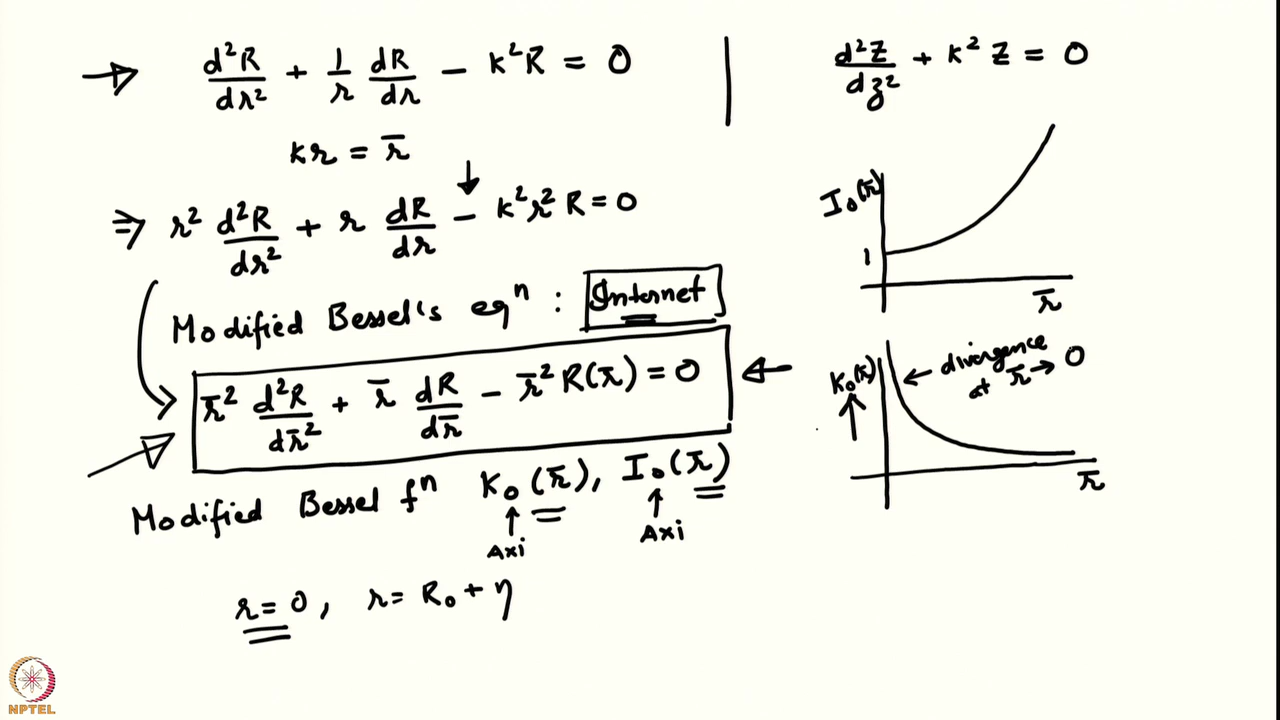 → d²R/dr² + 1/r dR/dr − k²R = 0 | d²Z/dz² + k²Z = 0
kr = r̄
⇒ r² d²R/dr² + r dR/dr − k²r²R = 0
Modified Bessel's eqⁿ : Internet
r̄² d²R/dr̄² + r̄ dR/dr̄ − r̄² R(r̄) = 0 ←
Modified Bessel fⁿ K₀(r̄), I₀(r̄)
↑ Axi ↑ Axi
r = 0, r = R₀ + η
I₀(r̄)
1
r̄
K₀(r̄)
← divergence
at r̄ → 0
r̄
NPTEL